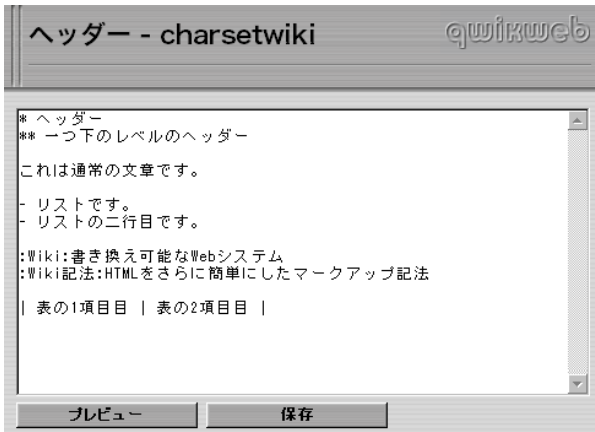 ヘッダー - charsetwiki
qwikweb
* ヘッダー
** 一つ下のレベルのヘッダー
これは通常の文章です。
- リストです。
- リストの二行目です。
:Wiki:書き換え可能なWebシステム
:Wiki記法:HTMLをさらに簡単にしたマークアップ記法
| 表の1項目目 | 表の2項目目 |
プレビュー
保存